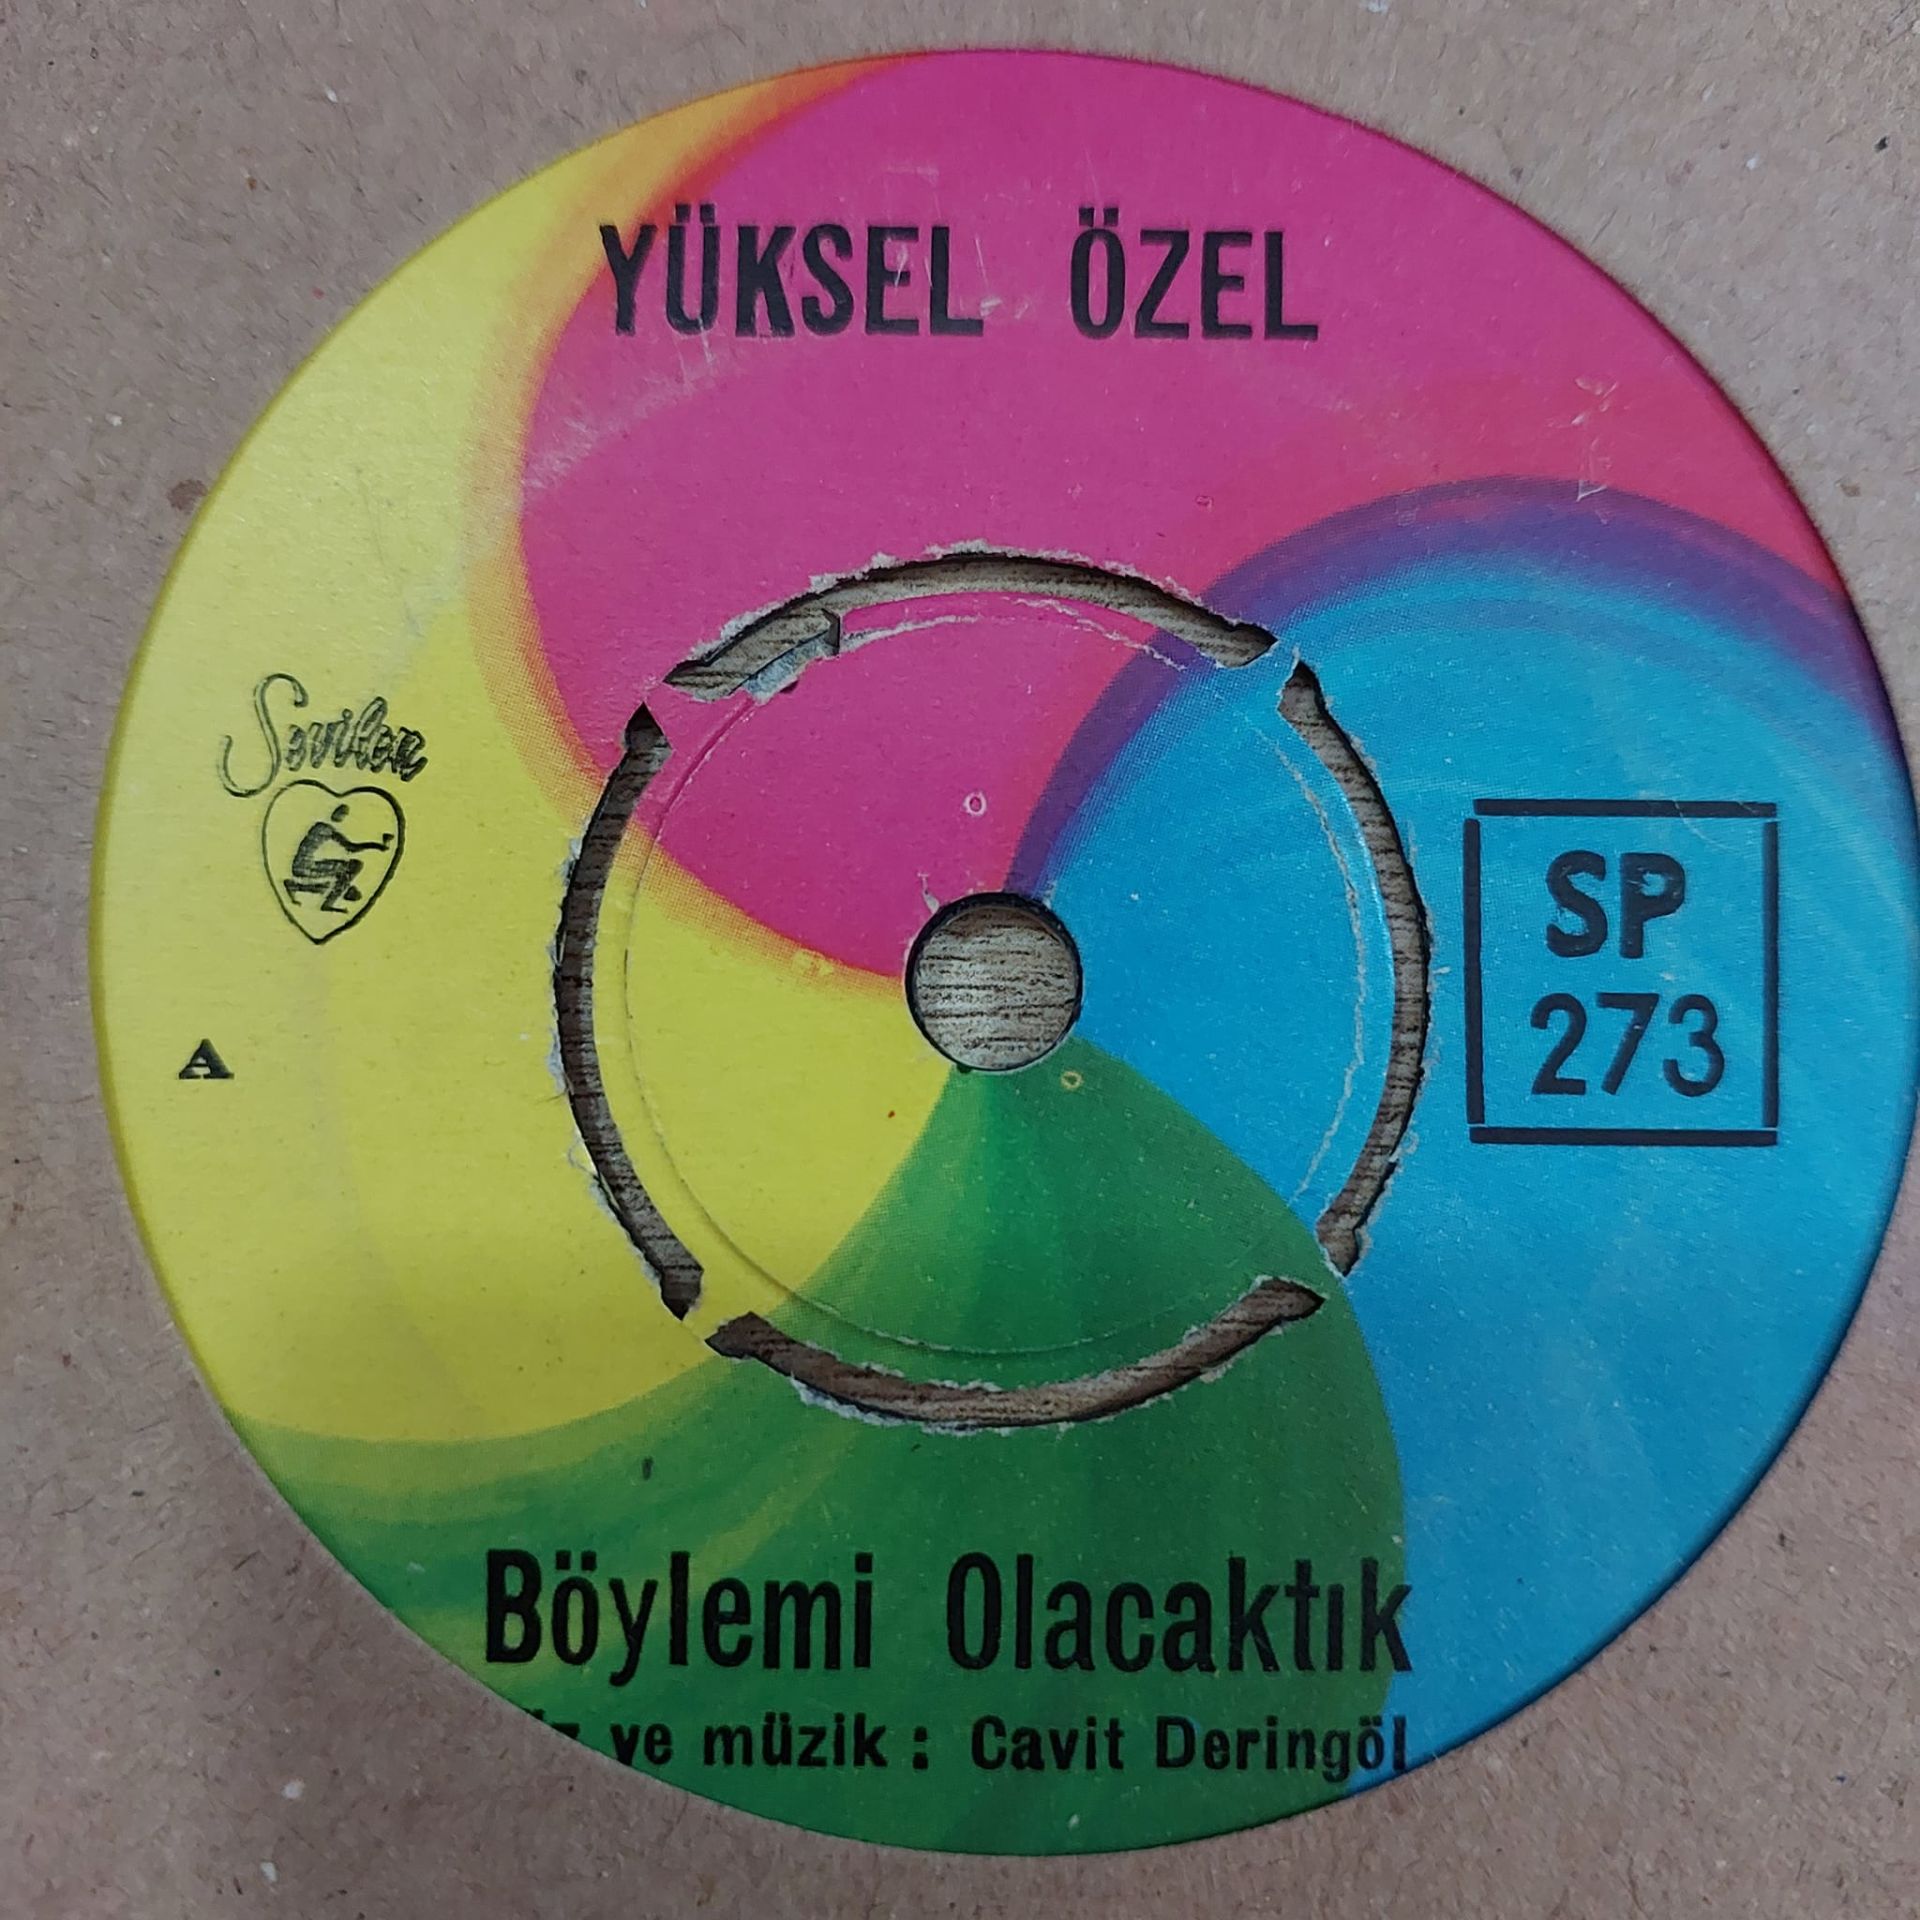 YÜKSEL ÖZEL
Sevilen
A
SP
273
Böylemi Olacaktık
ve müzik : Cavit Deringöl